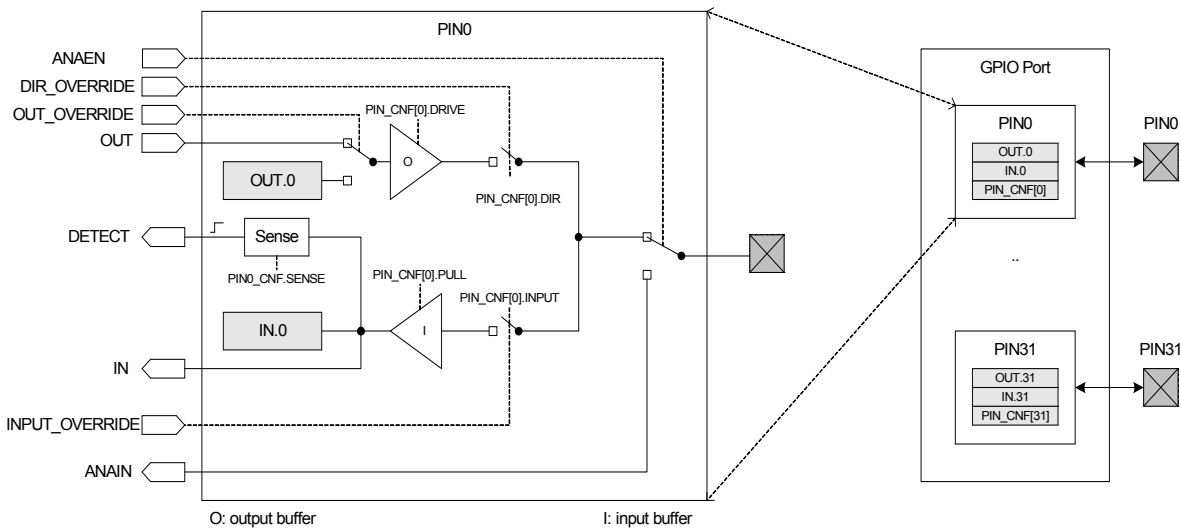 PIN0
ANAEN
DIR_OVERRIDE
OUT_OVERRIDE
OUT
PIN_CNF[0].DRIVE
O
OUT.0
PIN_CNF[0].DIR
DETECT
Sense
PIN0_CNF.SENSE
PIN_CNF[0].PULL
PIN_CNF[0].INPUT
IN.0
I
IN
INPUT_OVERRIDE
ANAIN
O: output buffer
I: input buffer
GPIO Port
PIN0
OUT.0
IN.0
PIN_CNF[0]
PIN0
..
PIN31
OUT.31
IN.31
PIN_CNF[31]
PIN31